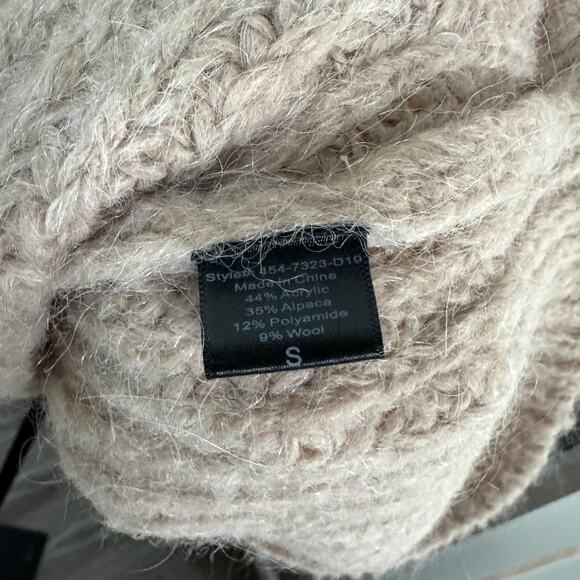 Style#: 454-7323-D19
Made in China
44% Acrylic
35% Alpaca
12% Polyamide
9% Wool
S